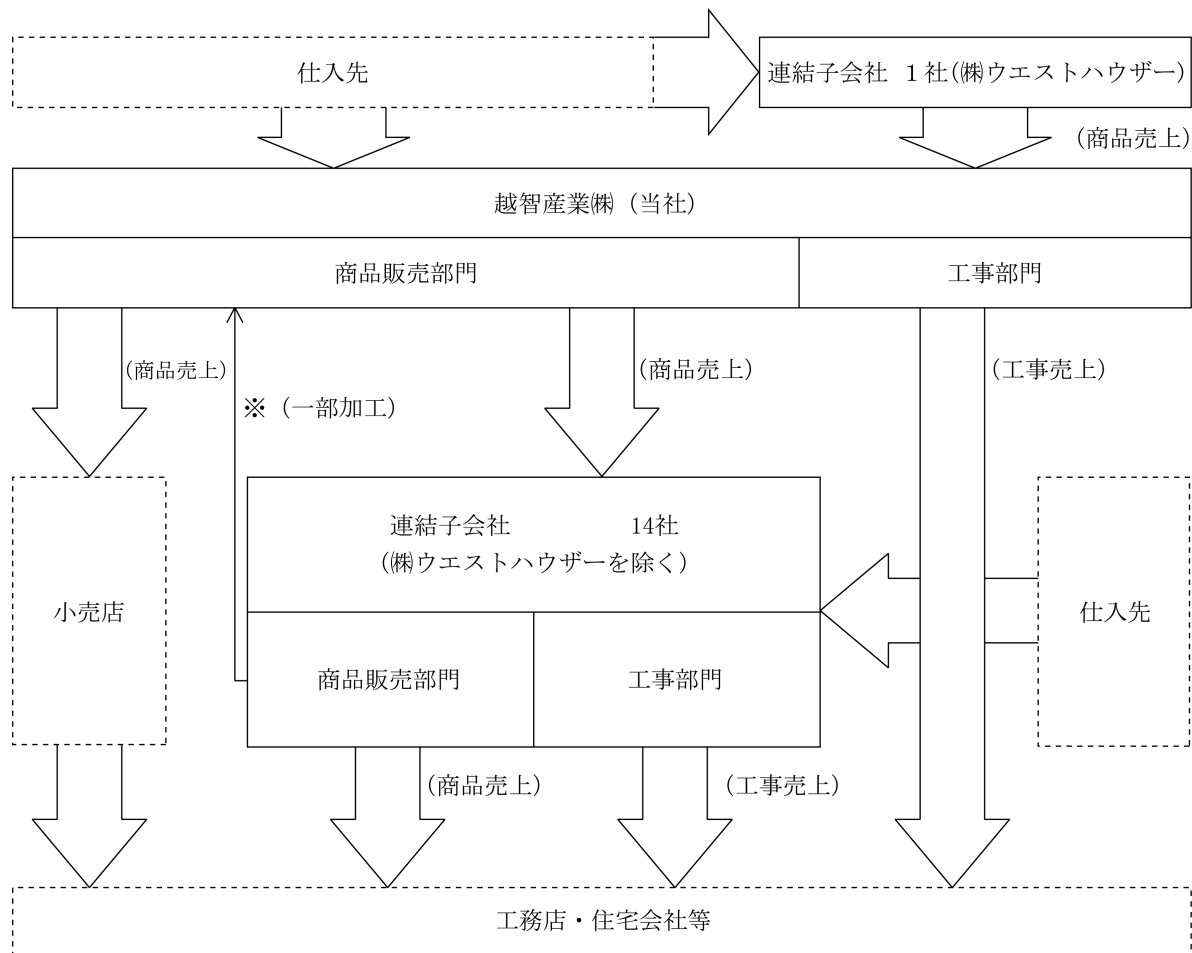 仕入先
連結子会社 １社(㈱ウエストハウザー)
(商品売上)
越智産業㈱（当社）
商品販売部門
工事部門
(商品売上)
※（一部加工）
(商品売上)
(工事売上)
小売店
連結子会社 14社
(㈱ウエストハウザーを除く)
商品販売部門
工事部門
仕入先
(商品売上)
(工事売上)
工務店・住宅会社等